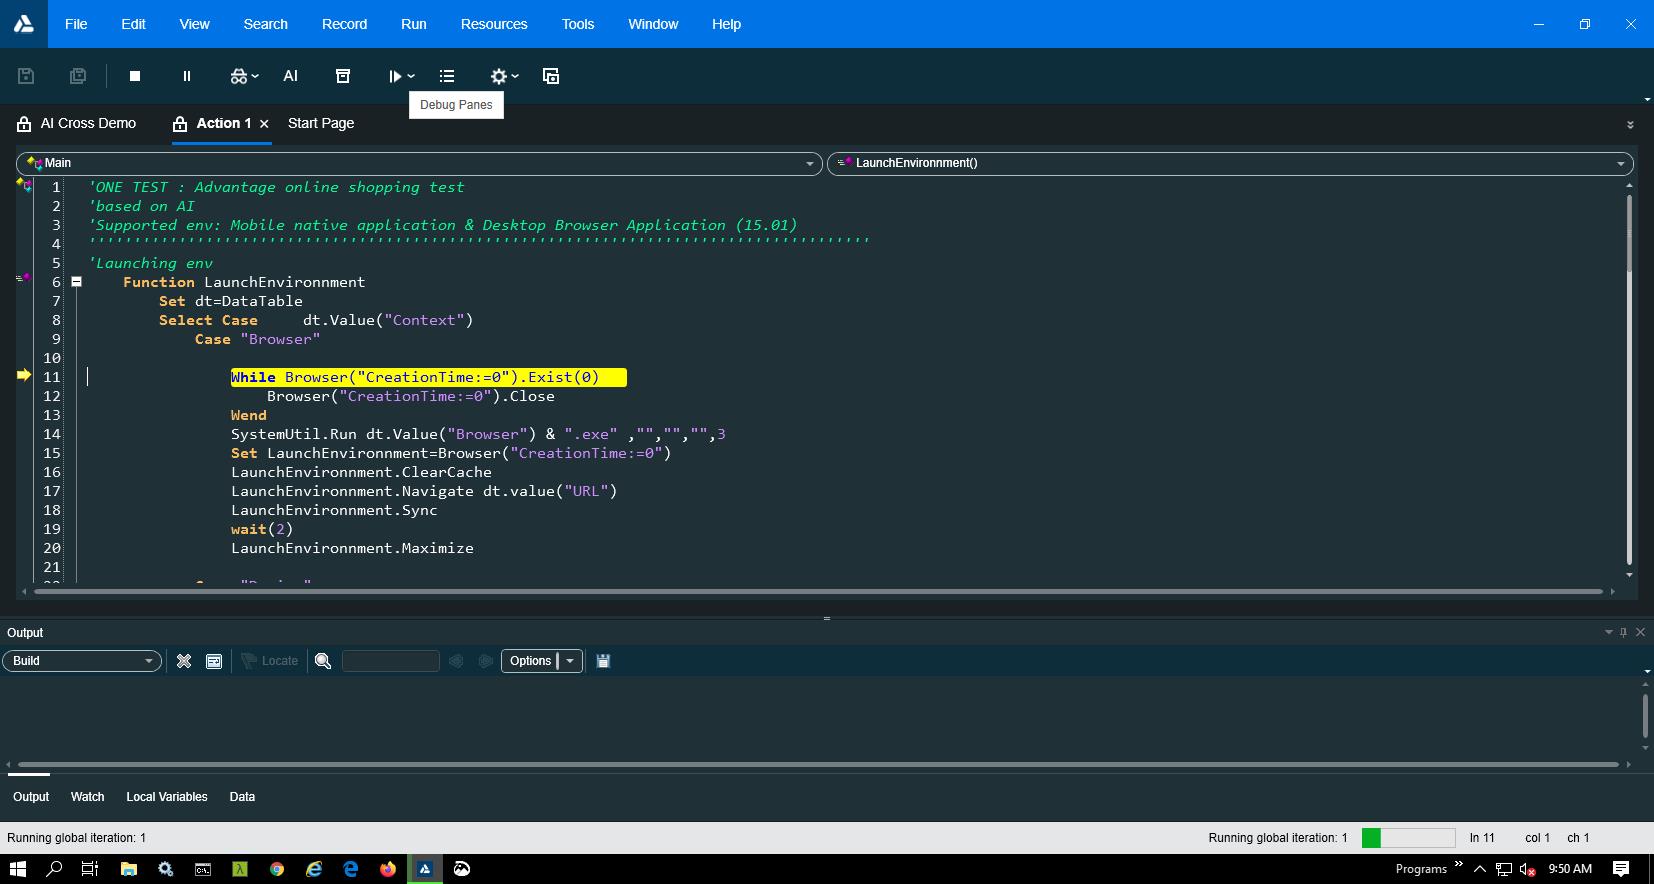 File Edit View Search Record Run Resources Tools Window Help
AI
Debug Panes
AI Cross Demo Action 1 Start Page
Main LaunchEnvironnment()
1 'ONE TEST : Advantage online shopping test
2 'based on AI
3 'Supported env: Mobile native application & Desktop Browser Application (15.01)
4 ''''''''''''''''''''''''''''''''''''''''''''''''''''''''''''''''''''''''''''''''''''''
5 'Launching env
6 Function LaunchEnvironnment
7 Set dt=DataTable
8 Select Case dt.Value("Context")
9 Case "Browser"
10
11 While Browser("CreationTime:=0").Exist(0)
12 Browser("CreationTime:=0").Close
13 Wend
14 SystemUtil.Run dt.Value("Browser") & ".exe" ,"","","",3
15 Set LaunchEnvironnment=Browser("CreationTime:=0")
16 LaunchEnvironnment.ClearCache
17 LaunchEnvironnment.Navigate dt.value("URL")
18 LaunchEnvironnment.Sync
19 wait(2)
20 LaunchEnvironnment.Maximize
21
Output
Build Locate Options
Output Watch Local Variables Data
Running global iteration: 1 Running global iteration: 1 ln 11 col 1 ch 1
Programs 9:50 AM